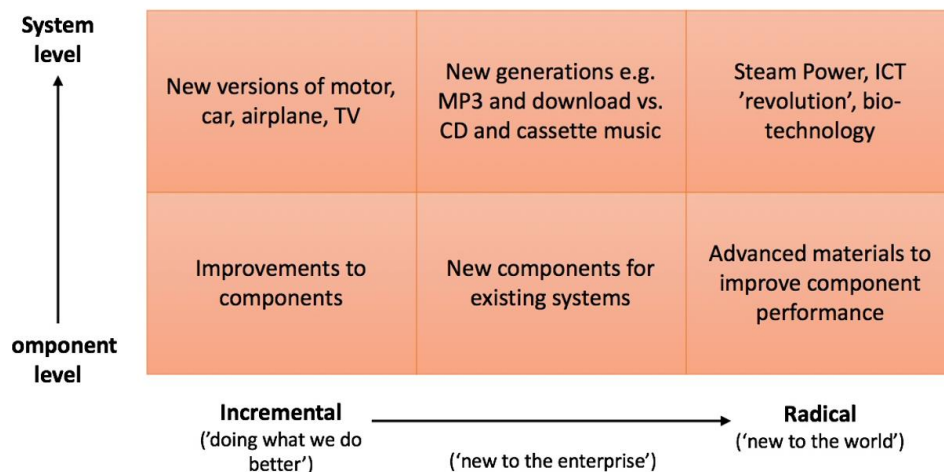 System
level
New versions of motor,
car, airplane, TV
New generations e.g.
MP3 and download vs.
CD and cassette music
Steam Power, ICT
’revolution’, bio-
technology
Improvements to
components
New components for
existing systems
Advanced materials to
improve component
performance
omponent
level
Incremental
(’doing what we do
better’)
(‘new to the enterprise’)
Radical
(‘new to the world’)